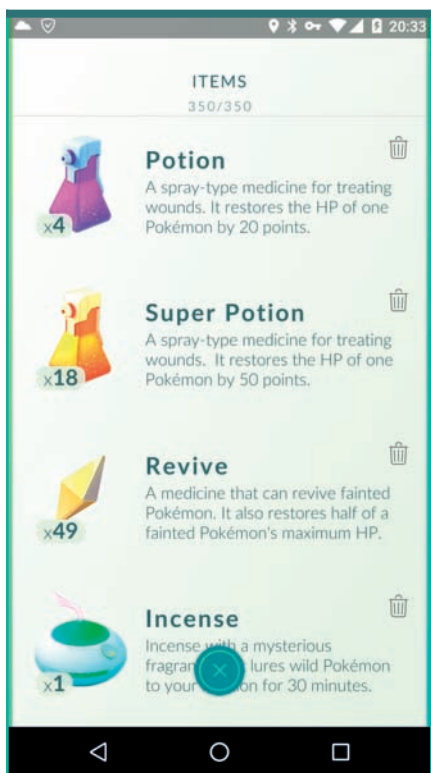 20:33
ITEMS
350/350
Potion
A spray-type medicine for treating
wounds. It restores the HP of one
Pokémon by 20 points.
x4
Super Potion
A spray-type medicine for treating
wounds. It restores the HP of one
Pokémon by 50 points.
x18
Revive
A medicine that can revive fainted
Pokémon. It also restores half of a
fainted Pokémon's maximum HP.
x49
Incense
Incense with a mysterious
lures wild Pokémon
to your for 30 minutes.
x1